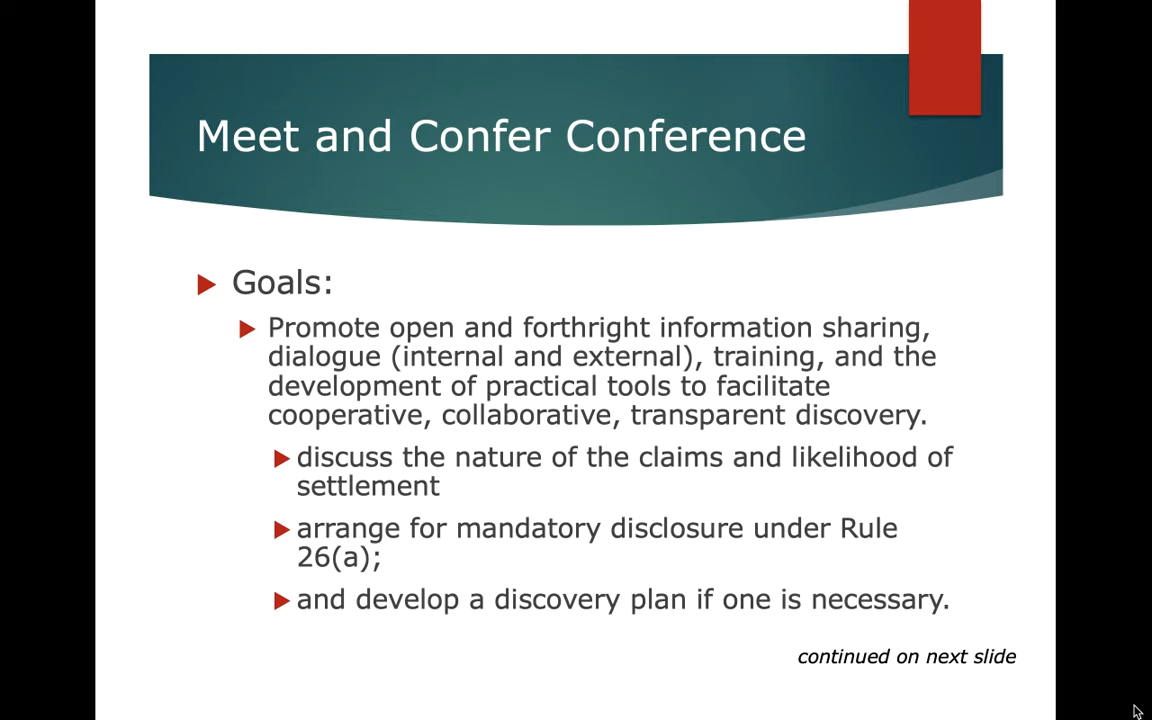 Meet and Confer Conference
Goals:
Promote open and forthright information sharing,
dialogue (internal and external), training, and the
development of practical tools to facilitate
cooperative, collaborative, transparent discovery.
discuss the nature of the claims and likelihood of
settlement
arrange for mandatory disclosure under Rule
26(a);
and develop a discovery plan if one is necessary.
continued on next slide